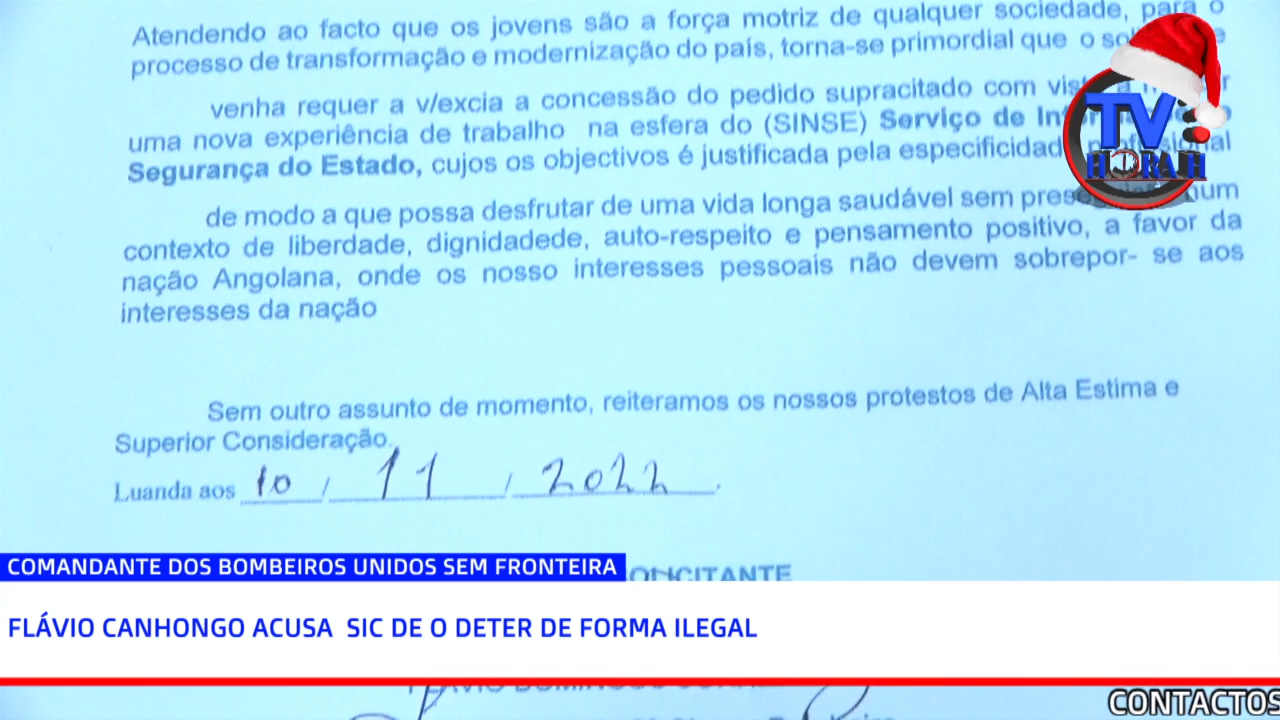 Atendendo ao facto que os jovens são a força motriz de qualquer sociedade, para o
processo de transformação e modernização do país, torna-se primordial que o
venha requer a v/excia a concessão do pedido supracitado com
uma nova experiência de trabalho na esfera do (SINSE) Serviço de
Segurança do Estado, cujos os objectivos é justificada pela
de modo a que possa desfrutar de uma vida longa saudável sem
contexto de liberdade, dignidadede, auto-respeito e pensamento positivo, a favor da
nação Angolana, onde os nosso interesses pessoais não devem sobrepor- se aos
interesses da nação
Sem outro assunto de momento, reiteramos os nossos protestos de Alta Estima e
Superior Consideração.
Luanda aos 10 / 11 / 2022.
TV
HORA H
COMANDANTE DOS BOMBEIROS UNIDOS SEM FRONTEIRA
FLÁVIO CANHONGO ACUSA SIC DE O DETER DE FORMA ILEGAL
CONTACTOS